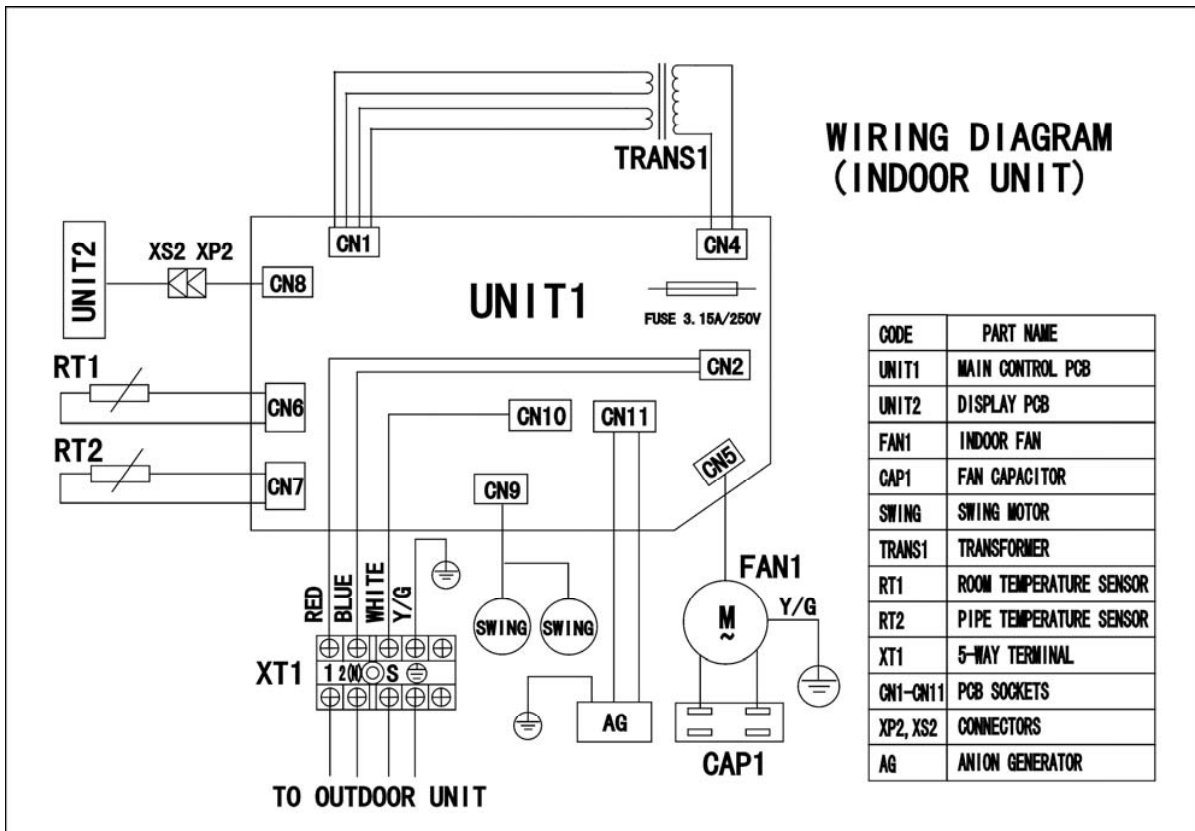 TRANS1
WIRING DIAGRAM
(INDOOR UNIT)
UNIT2
XS2 XP2
CN8
CN1
CN4
UNIT1
FUSE 3. 15A/250V
RT1
CN6
CN2
CN10
CN11
RT2
CN7
CN9
CN5
RED
BLUE
WHITE
Y/G
SWING
SWING
FAN1
M
~
Y/G
XT1
1 2(N) S
AG
CAP1
TO OUTDOOR UNIT
CODE PART NAME
UNIT1 MAIN CONTROL PCB
UNIT2 DISPLAY PCB
FAN1 INDOOR FAN
CAP1 FAN CAPACITOR
SWING SWING MOTOR
TRANS1 TRANSFORMER
RT1 ROOM TEMPERATURE SENSOR
RT2 PIPE TEMPERATURE SENSOR
XT1 5-WAY TERMINAL
CN1-CN11 PCB SOCKETS
XP2, XS2 CONNECTORS
AG ANION GENERATOR